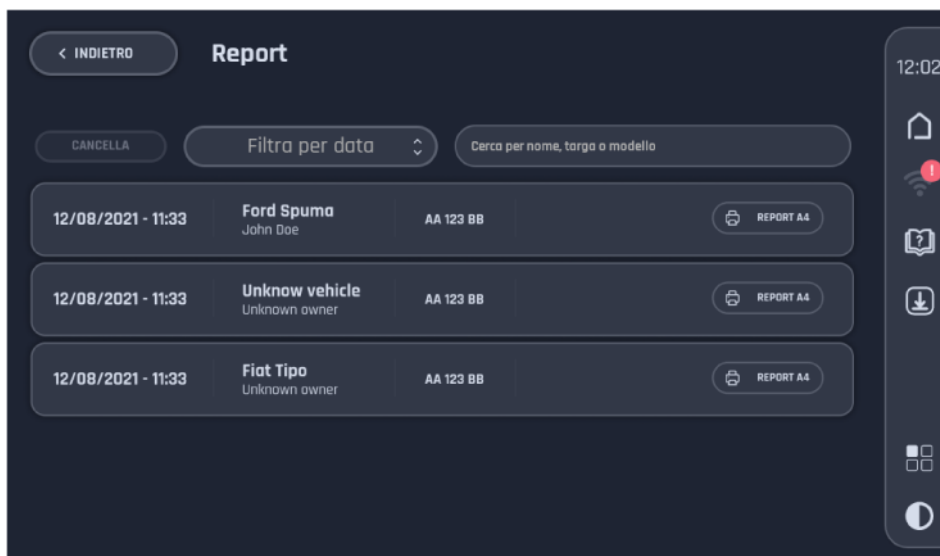 INDIETRO
Report
12:02
CANCELLA
Filtra per data
Cerca per nome, targa o modello
12/08/2021 - 11:33
Ford Spuma
John Doe
AA 123 BB
REPORT A4
12/08/2021 - 11:33
Unknow vehicle
Unknown owner
AA 123 BB
REPORT A4
12/08/2021 - 11:33
Fiat Tipo
Unknown owner
AA 123 BB
REPORT A4